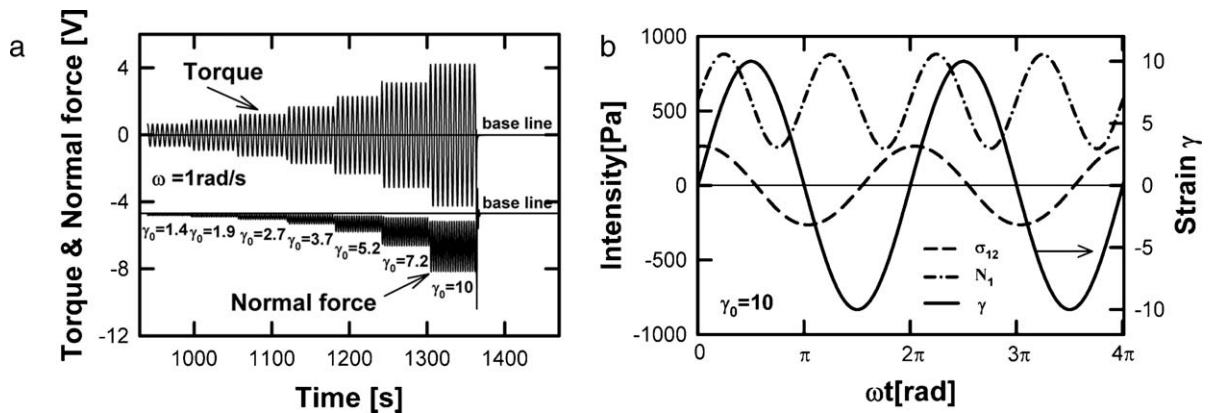 a
Torque & Normal force [V]
4
0
-4
-8
-12
Torque
base line
ω =1rad/s
base line
γ0=1.4
γ0=1.9
γ0=2.7
γ0=3.7
γ0=5.2
γ0=7.2
γ0=10
Normal force
1000 1100 1200 1300 1400
Time [s]
b
Intensity[Pa]
1000
500
0
-500
-1000
γ0=10
σ12
N1
γ
10
5
0
-5
-10
Strain γ
0 π 2π 3π 4π
ωt[rad]